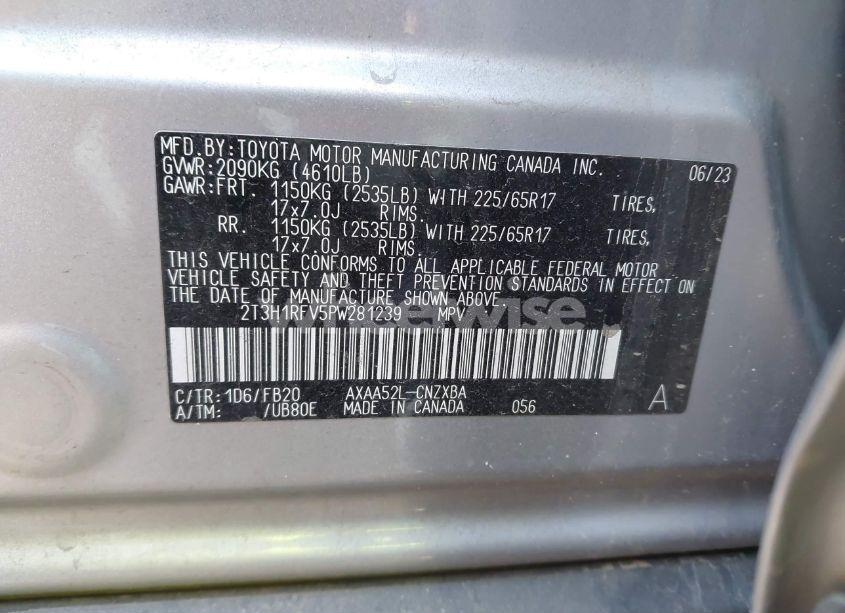 MFD.BY:TOYOTA MOTOR MANUFACTURING CANADA INC. 06/23
GVWR:2090KG (4610LB)
GAWR:FRT. 1150KG (2535LB) WITH 225/65R17 TIRES,
17x7.0J RIMS.
RR. 1150KG (2535LB) WITH 225/65R17 TIRES,
17x7.0J RIMS.
THIS VEHICLE CONFORMS TO ALL APPLICABLE FEDERAL MOTOR
VEHICLE SAFETY AND THEFT PREVENTION STANDARDS IN EFFECT ON
THE DATE OF MANUFACTURE SHOWN ABOVE.
2T3H1RFV5PW281239 MPV
wheelwise
C/TR:1D6/FB20 AXAA52L-CNZXBA
A/TM: /UB80E MADE IN CANADA 056 A